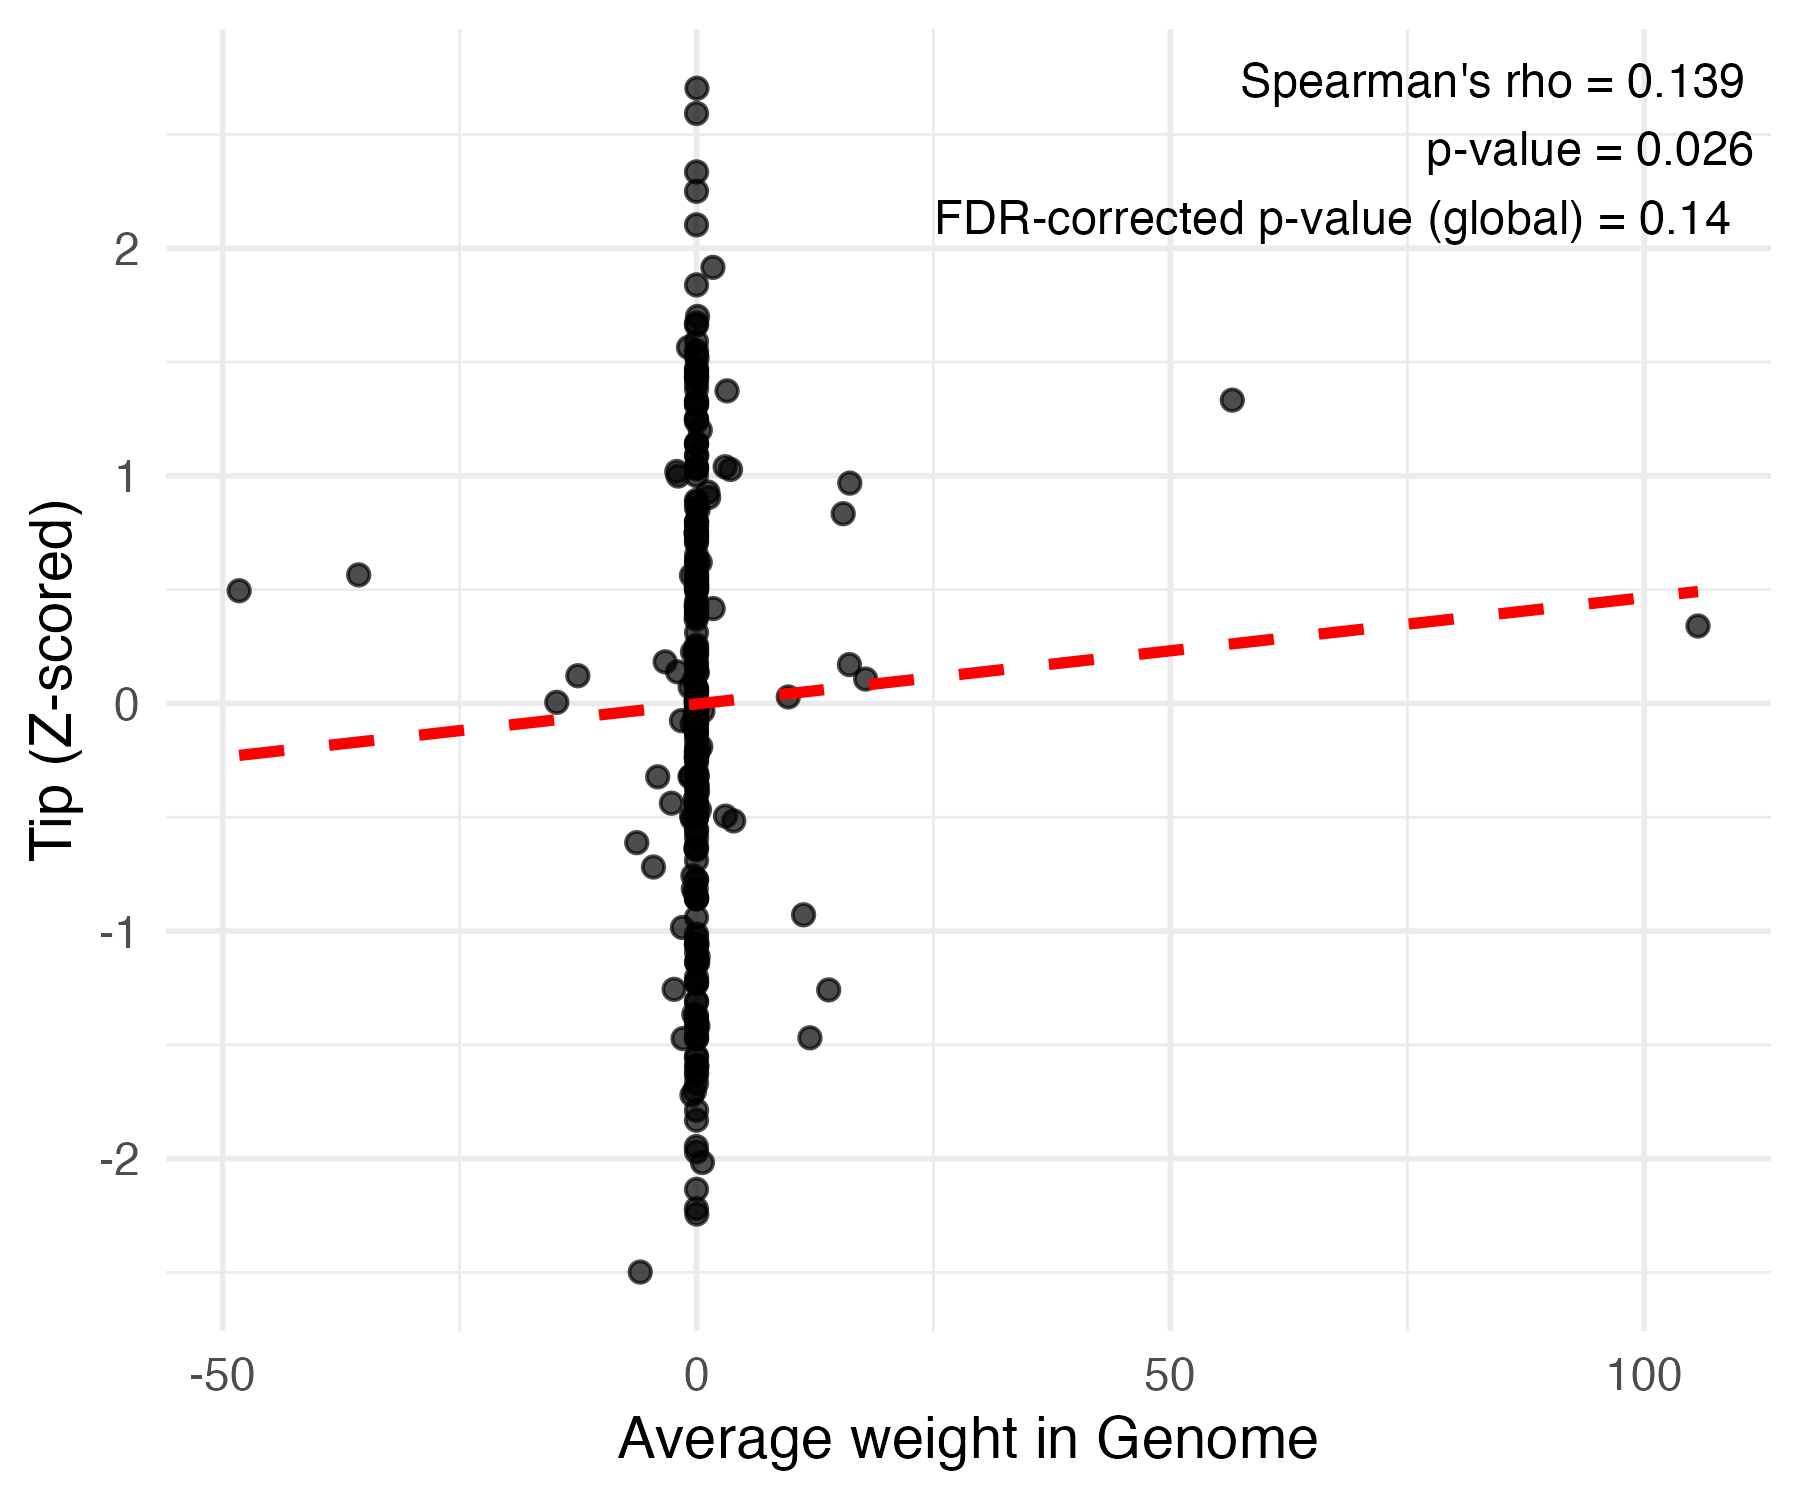 Spearman's rho = 0.139
p-value = 0.026
FDR-corrected p-value (global) = 0.14
2
1
0
-1
-2
Tip (Z-scored)
-50 0 50 100
Average weight in Genome